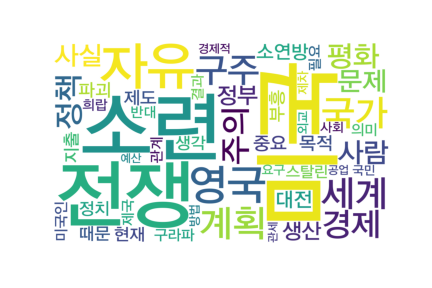 사실
자유
경제적
구주
소연방
필요
평화
정책
파괴
희랍
제도
반대
결과
정부
부흥
외교
제차
문제
국가
소련
미국
지출
예산
관계
생각
주의
중요
목적
사회
의미
사람
전쟁
영국
요구
스탈린
공업
국민
대전
세계
미국인
정치
제국
방법
계획
관세
생산
경제
때문
현재
구라파